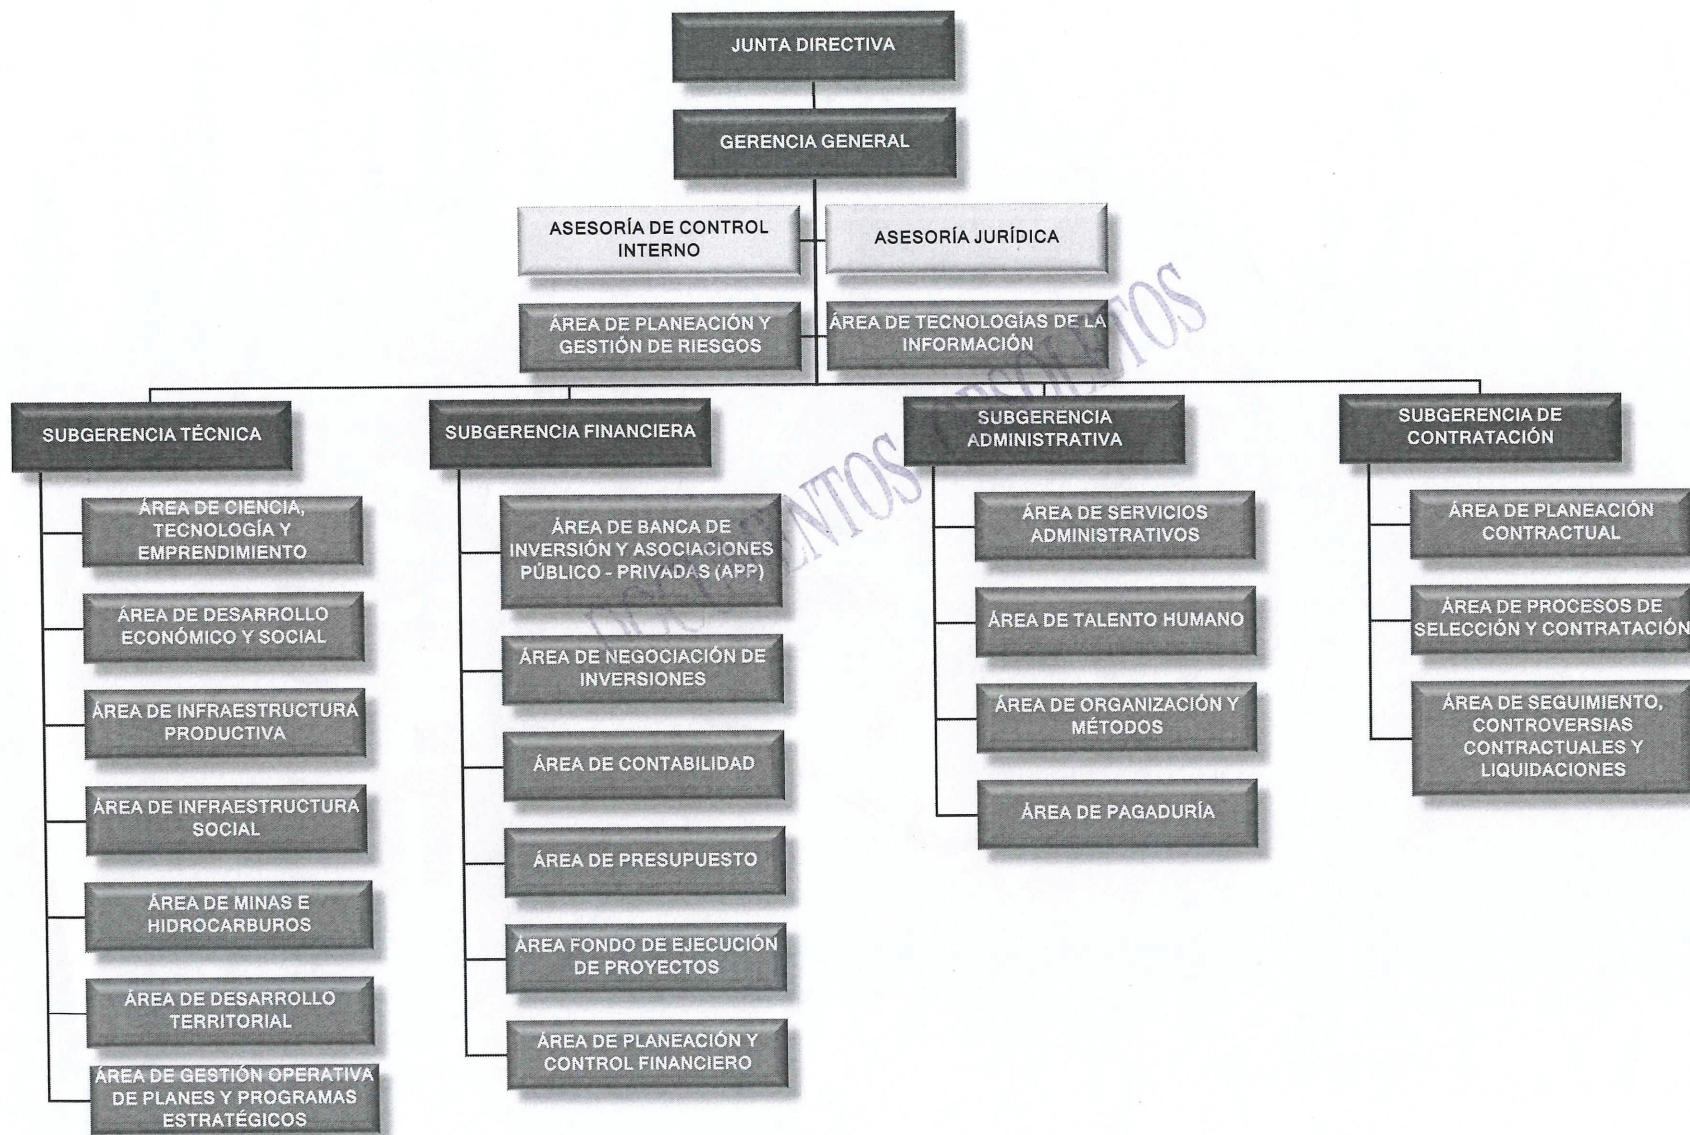 JUNTA DIRECTIVA
GERENCIA GENERAL
ASESORÍA DE CONTROL
INTERNO
ASESORÍA JURÍDICA
ÁREA DE PLANEACIÓN Y
GESTIÓN DE RIESGOS
ÁREA DE TECNOLOGÍAS DE LA
INFORMACIÓN
SUBGERENCIA TÉCNICA
ÁREA DE CIENCIA,
TECNOLOGÍA Y
EMPRENDIMIENTO
ÁREA DE DESARROLLO
ECONÓMICO Y SOCIAL
ÁREA DE INFRAESTRUCTURA
PRODUCTIVA
ÁREA DE INFRAESTRUCTURA
SOCIAL
ÁREA DE MINAS E
HIDROCARBUROS
ÁREA DE DESARROLLO
TERRITORIAL
ÁREA DE GESTIÓN OPERATIVA
DE PLANES Y PROGRAMAS
ESTRATÉGICOS
SUBGERENCIA FINANCIERA
ÁREA DE BANCA DE
INVERSIÓN Y ASOCIACIONES
PÚBLICO - PRIVADAS (APP)
ÁREA DE NEGOCIACIÓN DE
INVERSIONES
ÁREA DE CONTABILIDAD
ÁREA DE PRESUPUESTO
ÁREA FONDO DE EJECUCIÓN
DE PROYECTOS
ÁREA DE PLANEACIÓN Y
CONTROL FINANCIERO
SUBGERENCIA
ADMINISTRATIVA
ÁREA DE SERVICIOS
ADMINISTRATIVOS
ÁREA DE TALENTO HUMANO
ÁREA DE ORGANIZACIÓN Y
MÉTODOS
ÁREA DE PAGADURÍA
SUBGERENCIA DE
CONTRATACIÓN
ÁREA DE PLANEACIÓN
CONTRACTUAL
ÁREA DE PROCESOS DE
SELECCIÓN Y CONTRATACIÓN
ÁREA DE SEGUIMIENTO,
CONTROVERSIAS
CONTRACTUALES Y
LIQUIDACIONES